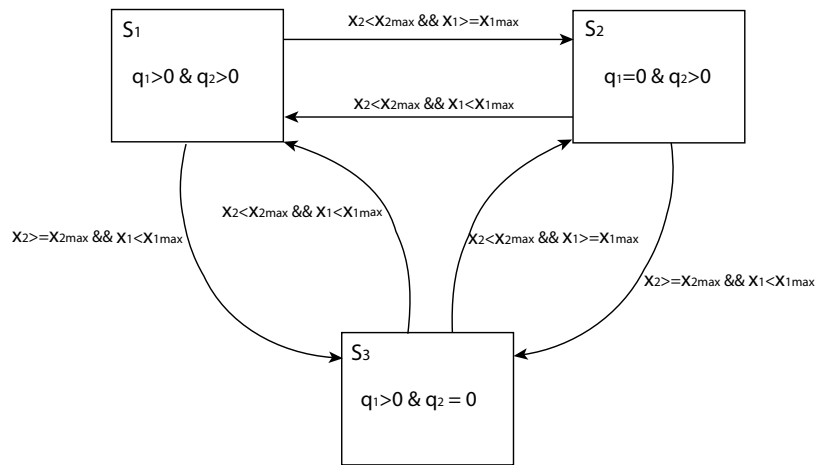 S1
q1>0 & q2>0
x2<x2max && x1>=x1max
S2
q1=0 & q2>0
x2<x2max && x1<x1max
x2>=x2max && x1<x1max
x2<x2max && x1<x1max
x2<x2max && x1>=x1max
x2>=x2max && x1<x1max
S3
q1>0 & q2 = 0